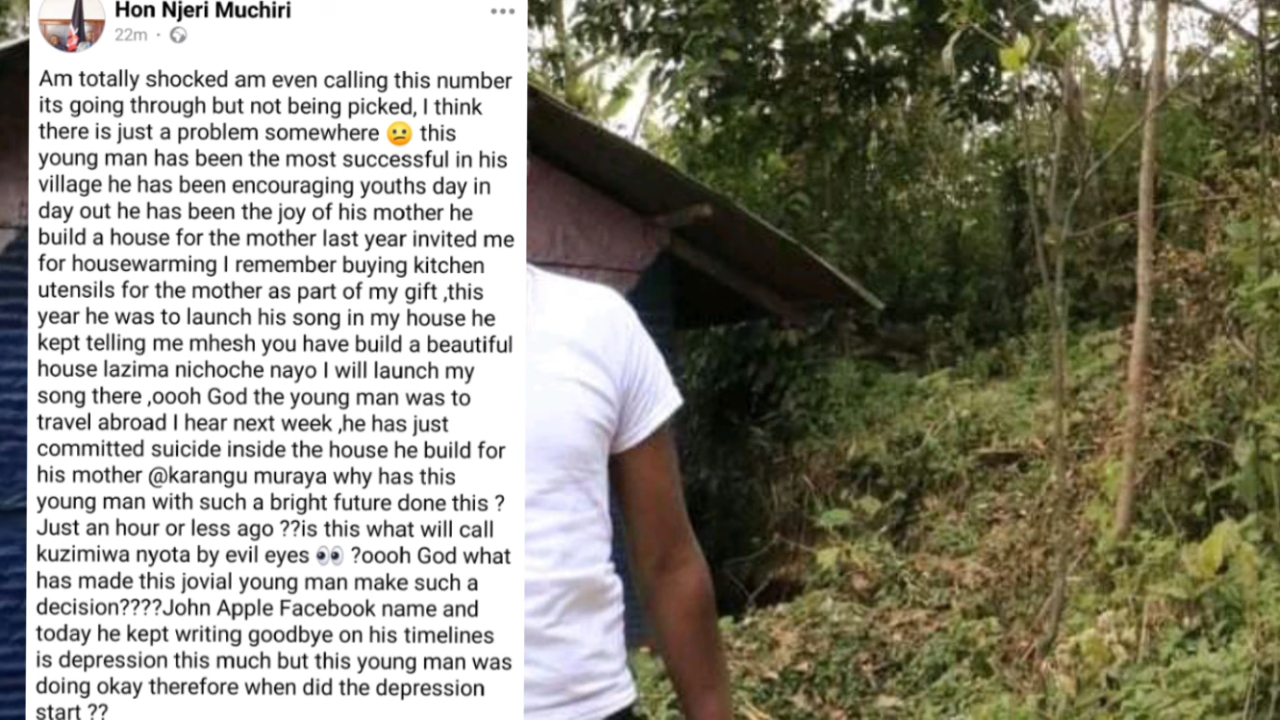 Hon Njeri Muchiri
22m
Am totally shocked am even calling this number
its going through but not being picked, I think
there is just a problem somewhere 😕 this
young man has been the most successful in his
village he has been encouraging youths day in
day out he has been the joy of his mother he
build a house for the mother last year invited me
for housewarming I remember buying kitchen
utensils for the mother as part of my gift ,this
year he was to launch his song in my house he
kept telling me mhesh you have build a beautiful
house lazima nichoche nayo I will launch my
song there ,oooh God the young man was to
travel abroad I hear next week ,he has just
committed suicide inside the house he build for
his mother @karangu muraya why has this
young man with such a bright future done this ?
Just an hour or less ago ??is this what will call
kuzimiwa nyota by evil eyes 👀 ?oooh God what
has made this jovial young man make such a
decision????John Apple Facebook name and
today he kept writing goodbye on his timelines
is depression this much but this young man was
doing okay therefore when did the depression
start ??